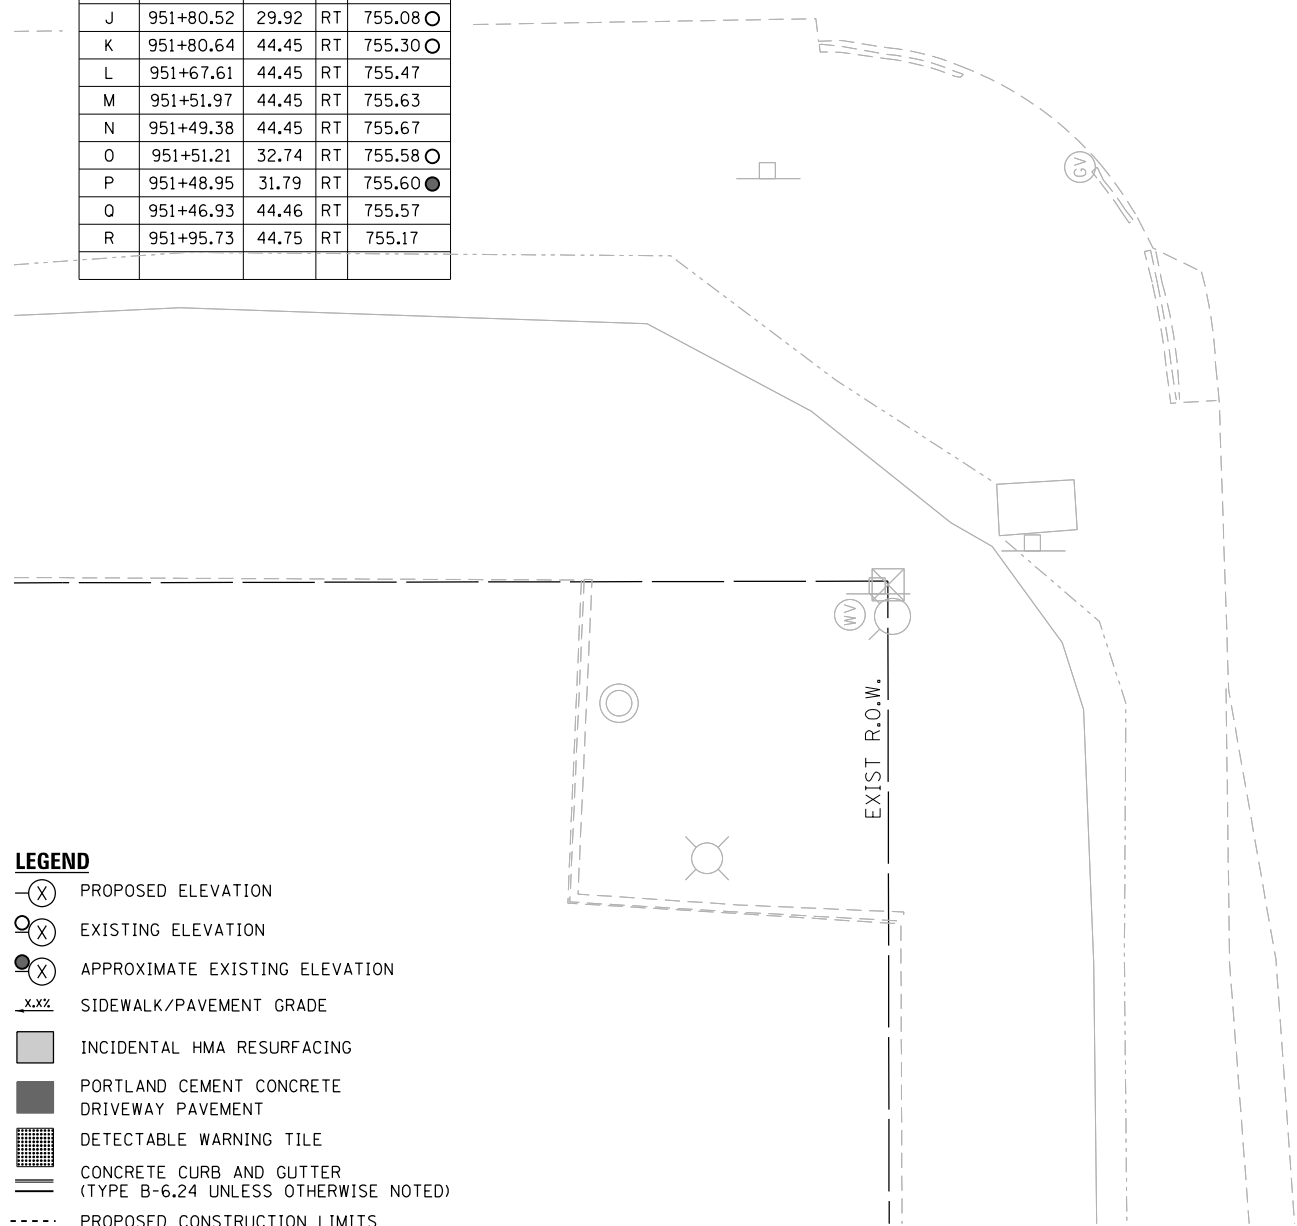 J 951+80.52 29.92 RT 755.08
K 951+80.64 44.45 RT 755.30
L 951+67.61 44.45 RT 755.47
M 951+51.97 44.45 RT 755.63
N 951+49.38 44.45 RT 755.67
O 951+51.21 32.74 RT 755.58
P 951+48.95 31.79 RT 755.60
Q 951+46.93 44.46 RT 755.57
R 951+95.73 44.75 RT 755.17
GV
WV
EXIST R.O.W.
LEGEND
X PROPOSED ELEVATION
X EXISTING ELEVATION
X APPROXIMATE EXISTING ELEVATION
X.X% SIDEWALK/PAVEMENT GRADE
INCIDENTAL HMA RESURFACING
PORTLAND CEMENT CONCRETE
DRIVEWAY PAVEMENT
DETECTABLE WARNING TILE
CONCRETE CURB AND GUTTER
(TYPE B-6.24 UNLESS OTHERWISE NOTED)
PROPOSED CONSTRUCTION LIMITS